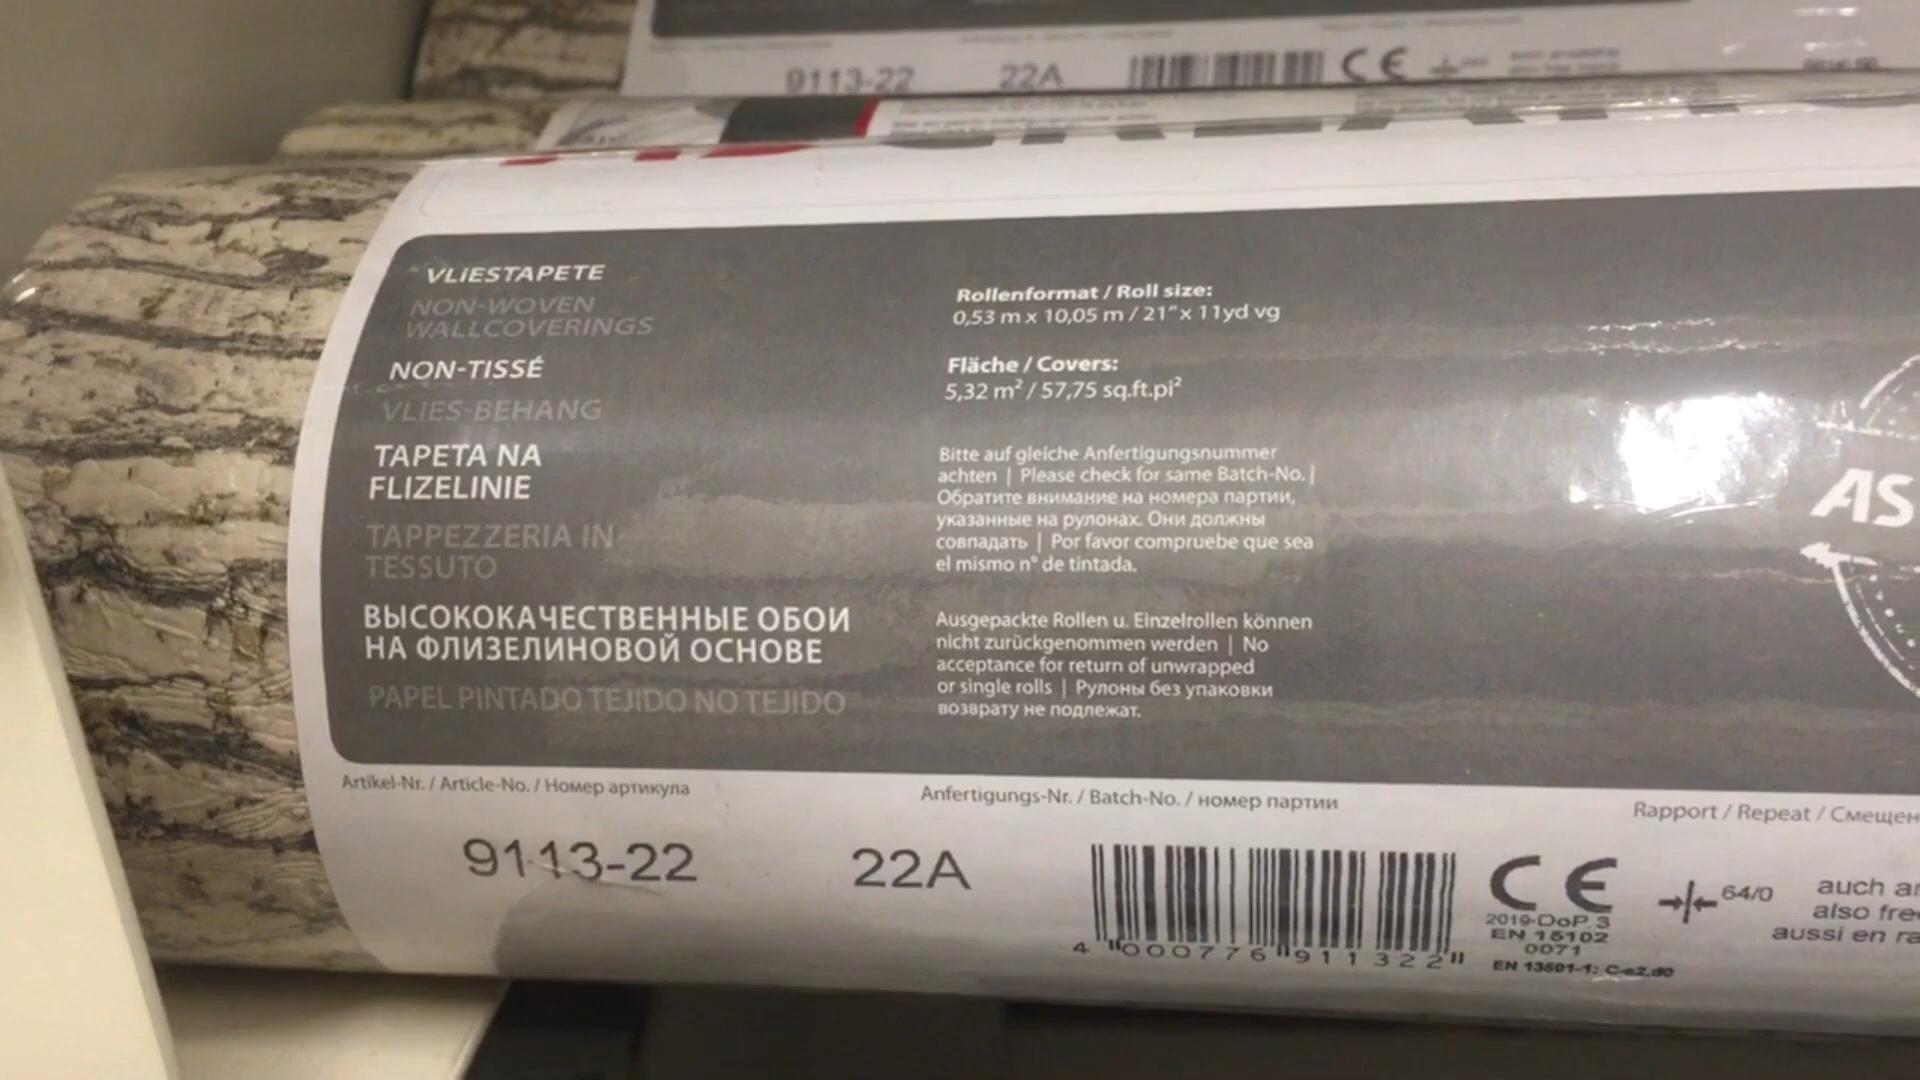 9113-22 22A CE
VLIESTAPETE
NON-WOVEN
WALLCOVERINGS
NON-TISSÉ
VLIES-BEHANG
TAPETA NA
FLIZELINIE
TAPPEZZERIA IN
TESSUTO
ВЫСОКОКАЧЕСТВЕННЫЕ ОБОИ
НА ФЛИЗЕЛИНОВОЙ ОСНОВЕ
PAPEL PINTADO TEJIDO NO TEJIDO
Rollenformat / Roll size:
0,53 m x 10,05 m / 21" x 11yd vg
Fläche / Covers:
5,32 m² / 57,75 sq.ft.pi²
Bitte auf gleiche Anfertigungsnummer
achten | Please check for same Batch-No. |
Обратите внимание на номера партии,
указанные на рулонах. Они должны
совпадать | Por favor compruebe que sea
el mismo n° de tintada.
Ausgepackte Rollen u. Einzelrollen können
nicht zurückgenommen werden | No
acceptance for return of unwrapped
or single rolls | Рулоны без упаковки
возврату не подлежат.
AS
Artikel-Nr. / Article-No. / Номер артикула
Anfertigungs-Nr. / Batch-No. / номер партии
Rapport / Repeat / Смещен
9113-22
22A
4 000776 911322
CE
2019-DoP.3
EN 15102
0071
EN 13501-1: C-s2,d0
64/0
auch an
also fre
aussi en ra